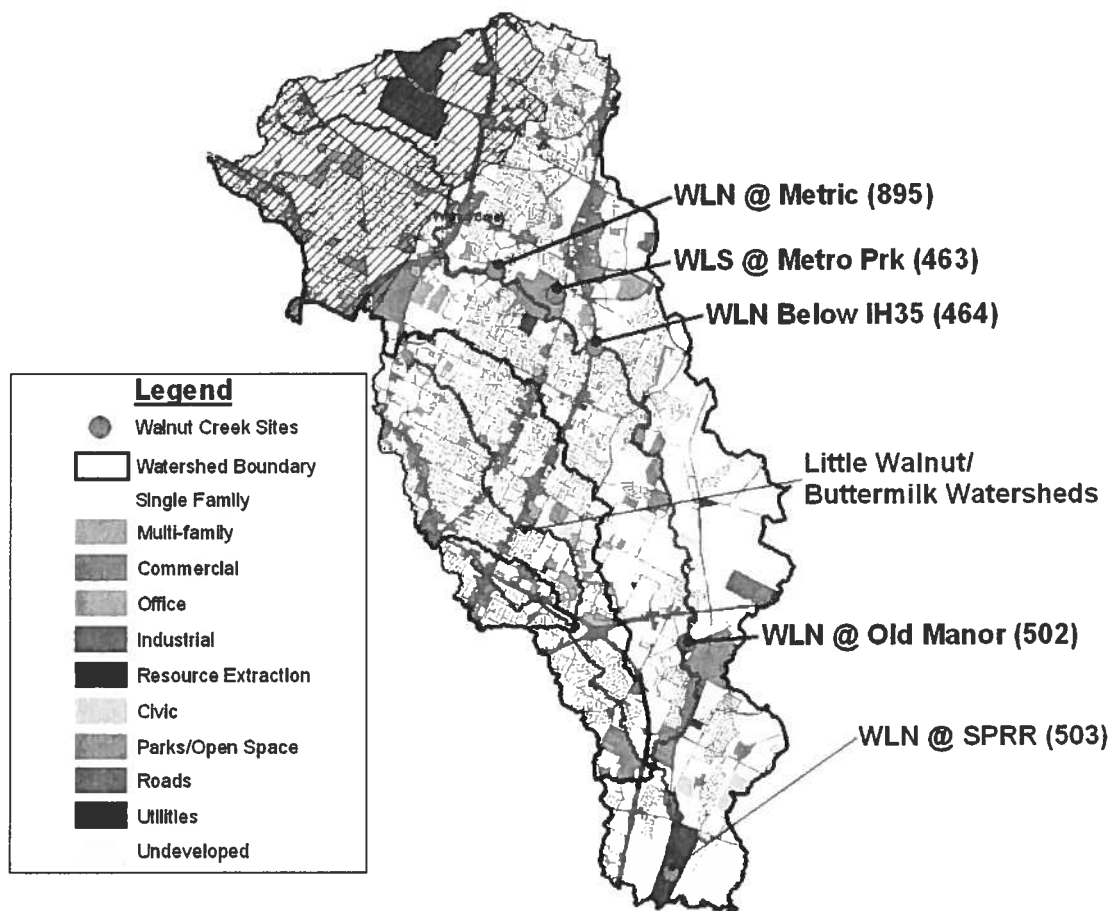 WLN @ Metric (895)
WLS @ Metro Prk (463)
WLN Below IH35 (464)
Legend
Walnut Creek Sites
Watershed Boundary
Single Family
Multi-family
Commercial
Office
Industrial
Resource Extraction
Civic
Parks/Open Space
Roads
Utilities
Undeveloped
Little Walnut/
Buttermilk Watersheds
WLN @ Old Manor (502)
WLN @ SPRR (503)